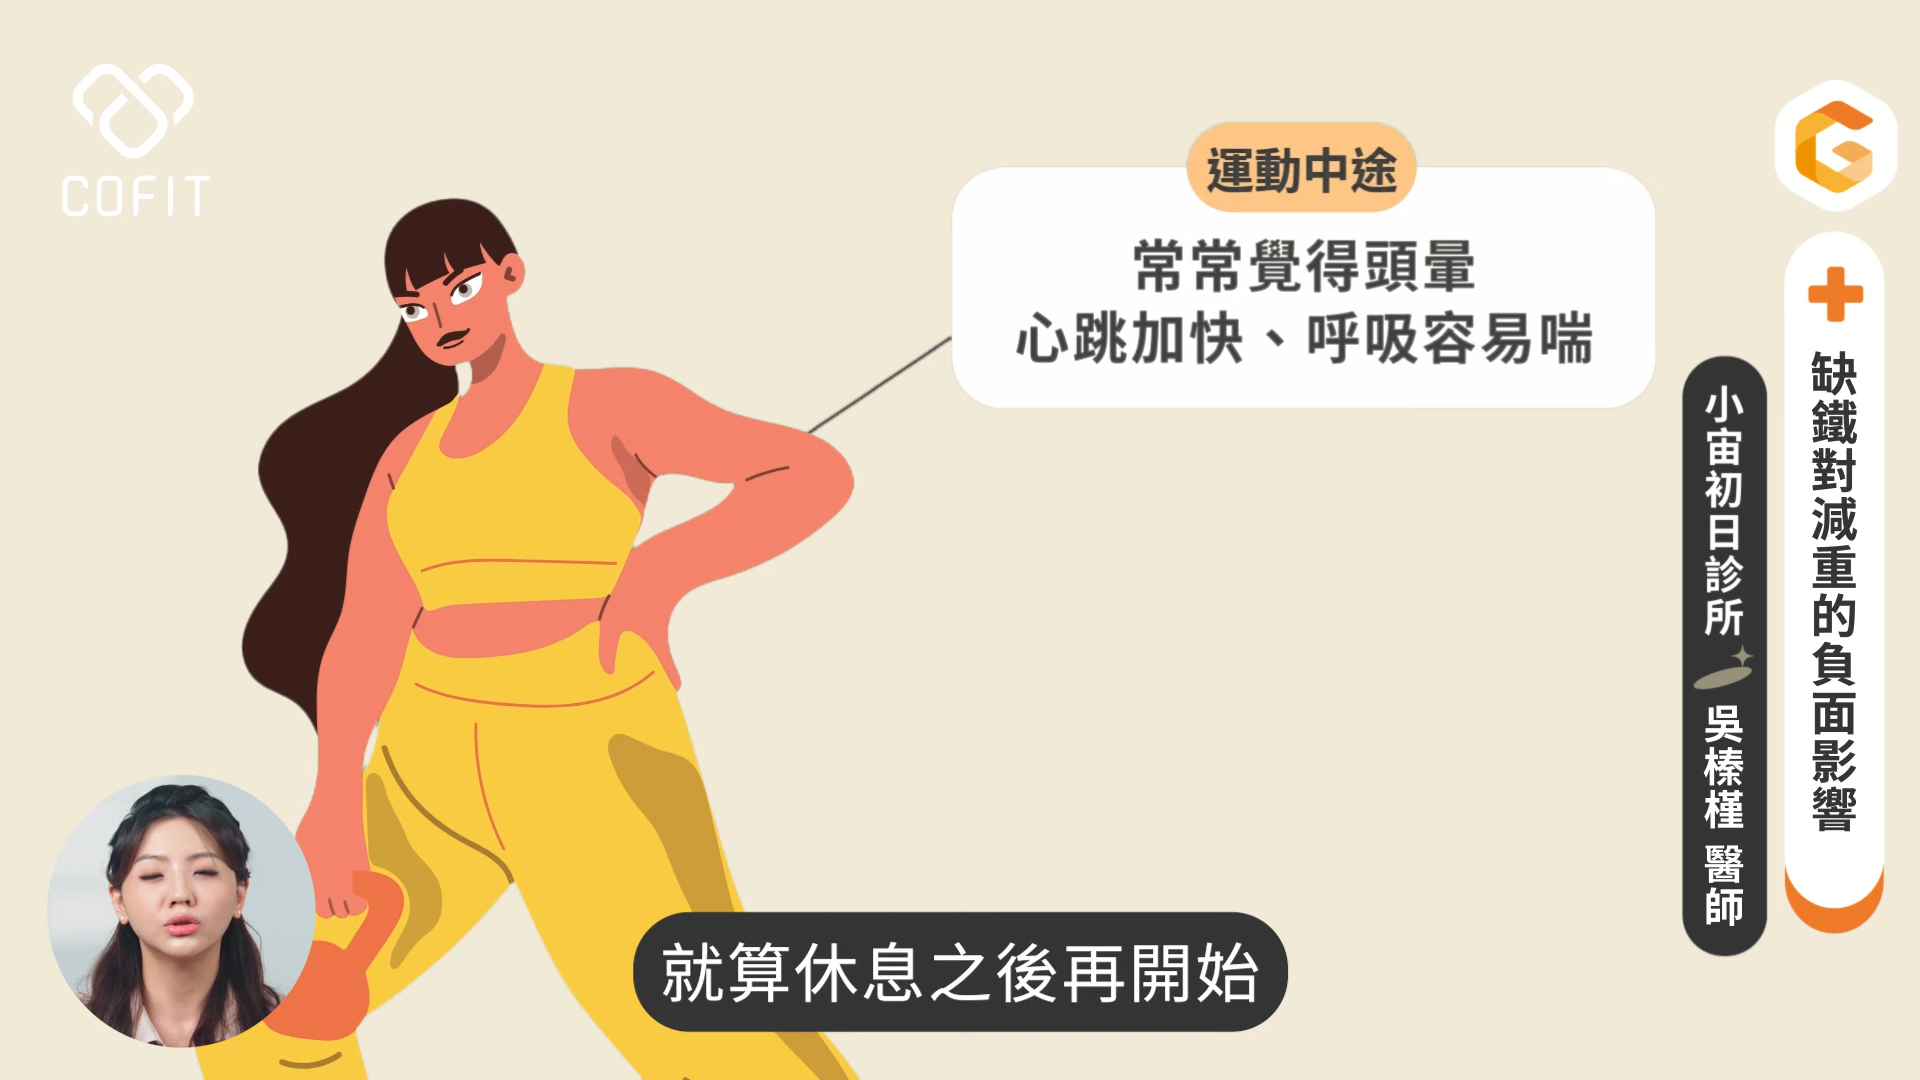 COFIT
運動中途
常常覺得頭暈
心跳加快、呼吸容易喘
缺鐵對減重的負面影響
小宙初日診所
吳榛槿 醫師
就算休息之後再開始